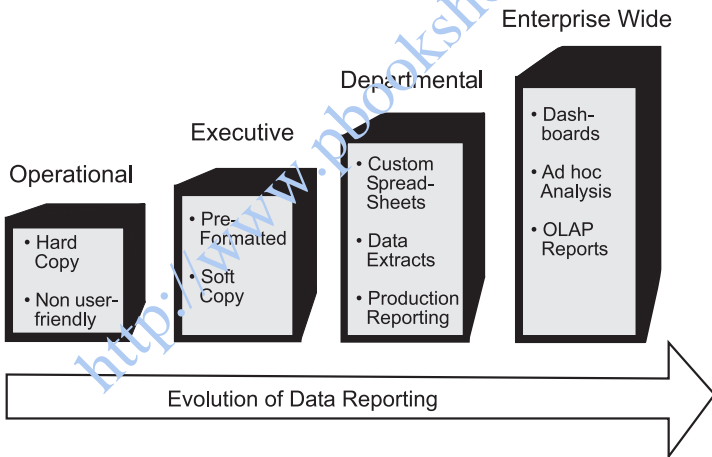 Enterprise Wide
Departmental
Executive
Operational
• Hard
Copy
• Non user-
friendly
• Pre-
Formatted
• Soft
Copy
• Custom
Spread-
Sheets
• Data
Extracts
• Production
Reporting
• Dash-
boards
• Ad hoc
Analysis
• OLAP
Reports
Evolution of Data Reporting
http://www.pbooksho